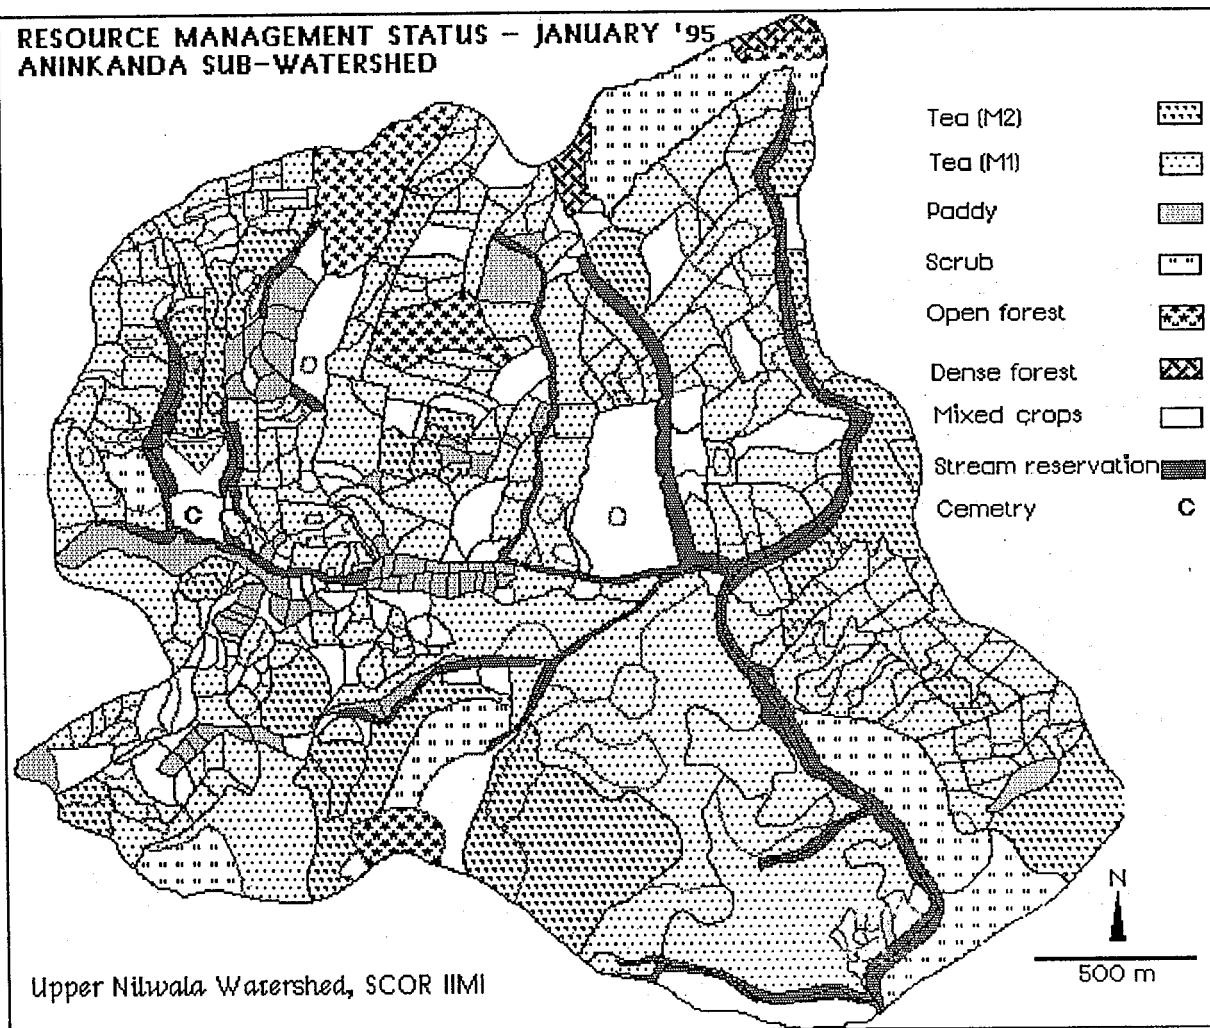 RESOURCE MANAGEMENT STATUS – JANUARY '95
ANINKANDA SUB-WATERSHED
Tea (M2)
Tea (M1)
Paddy
Scrub
Open forest
Dense forest
Mixed crops
Stream reservation
Cemetry C
C
N
500 m
Upper Nilwala Watershed, SCOR IIMI